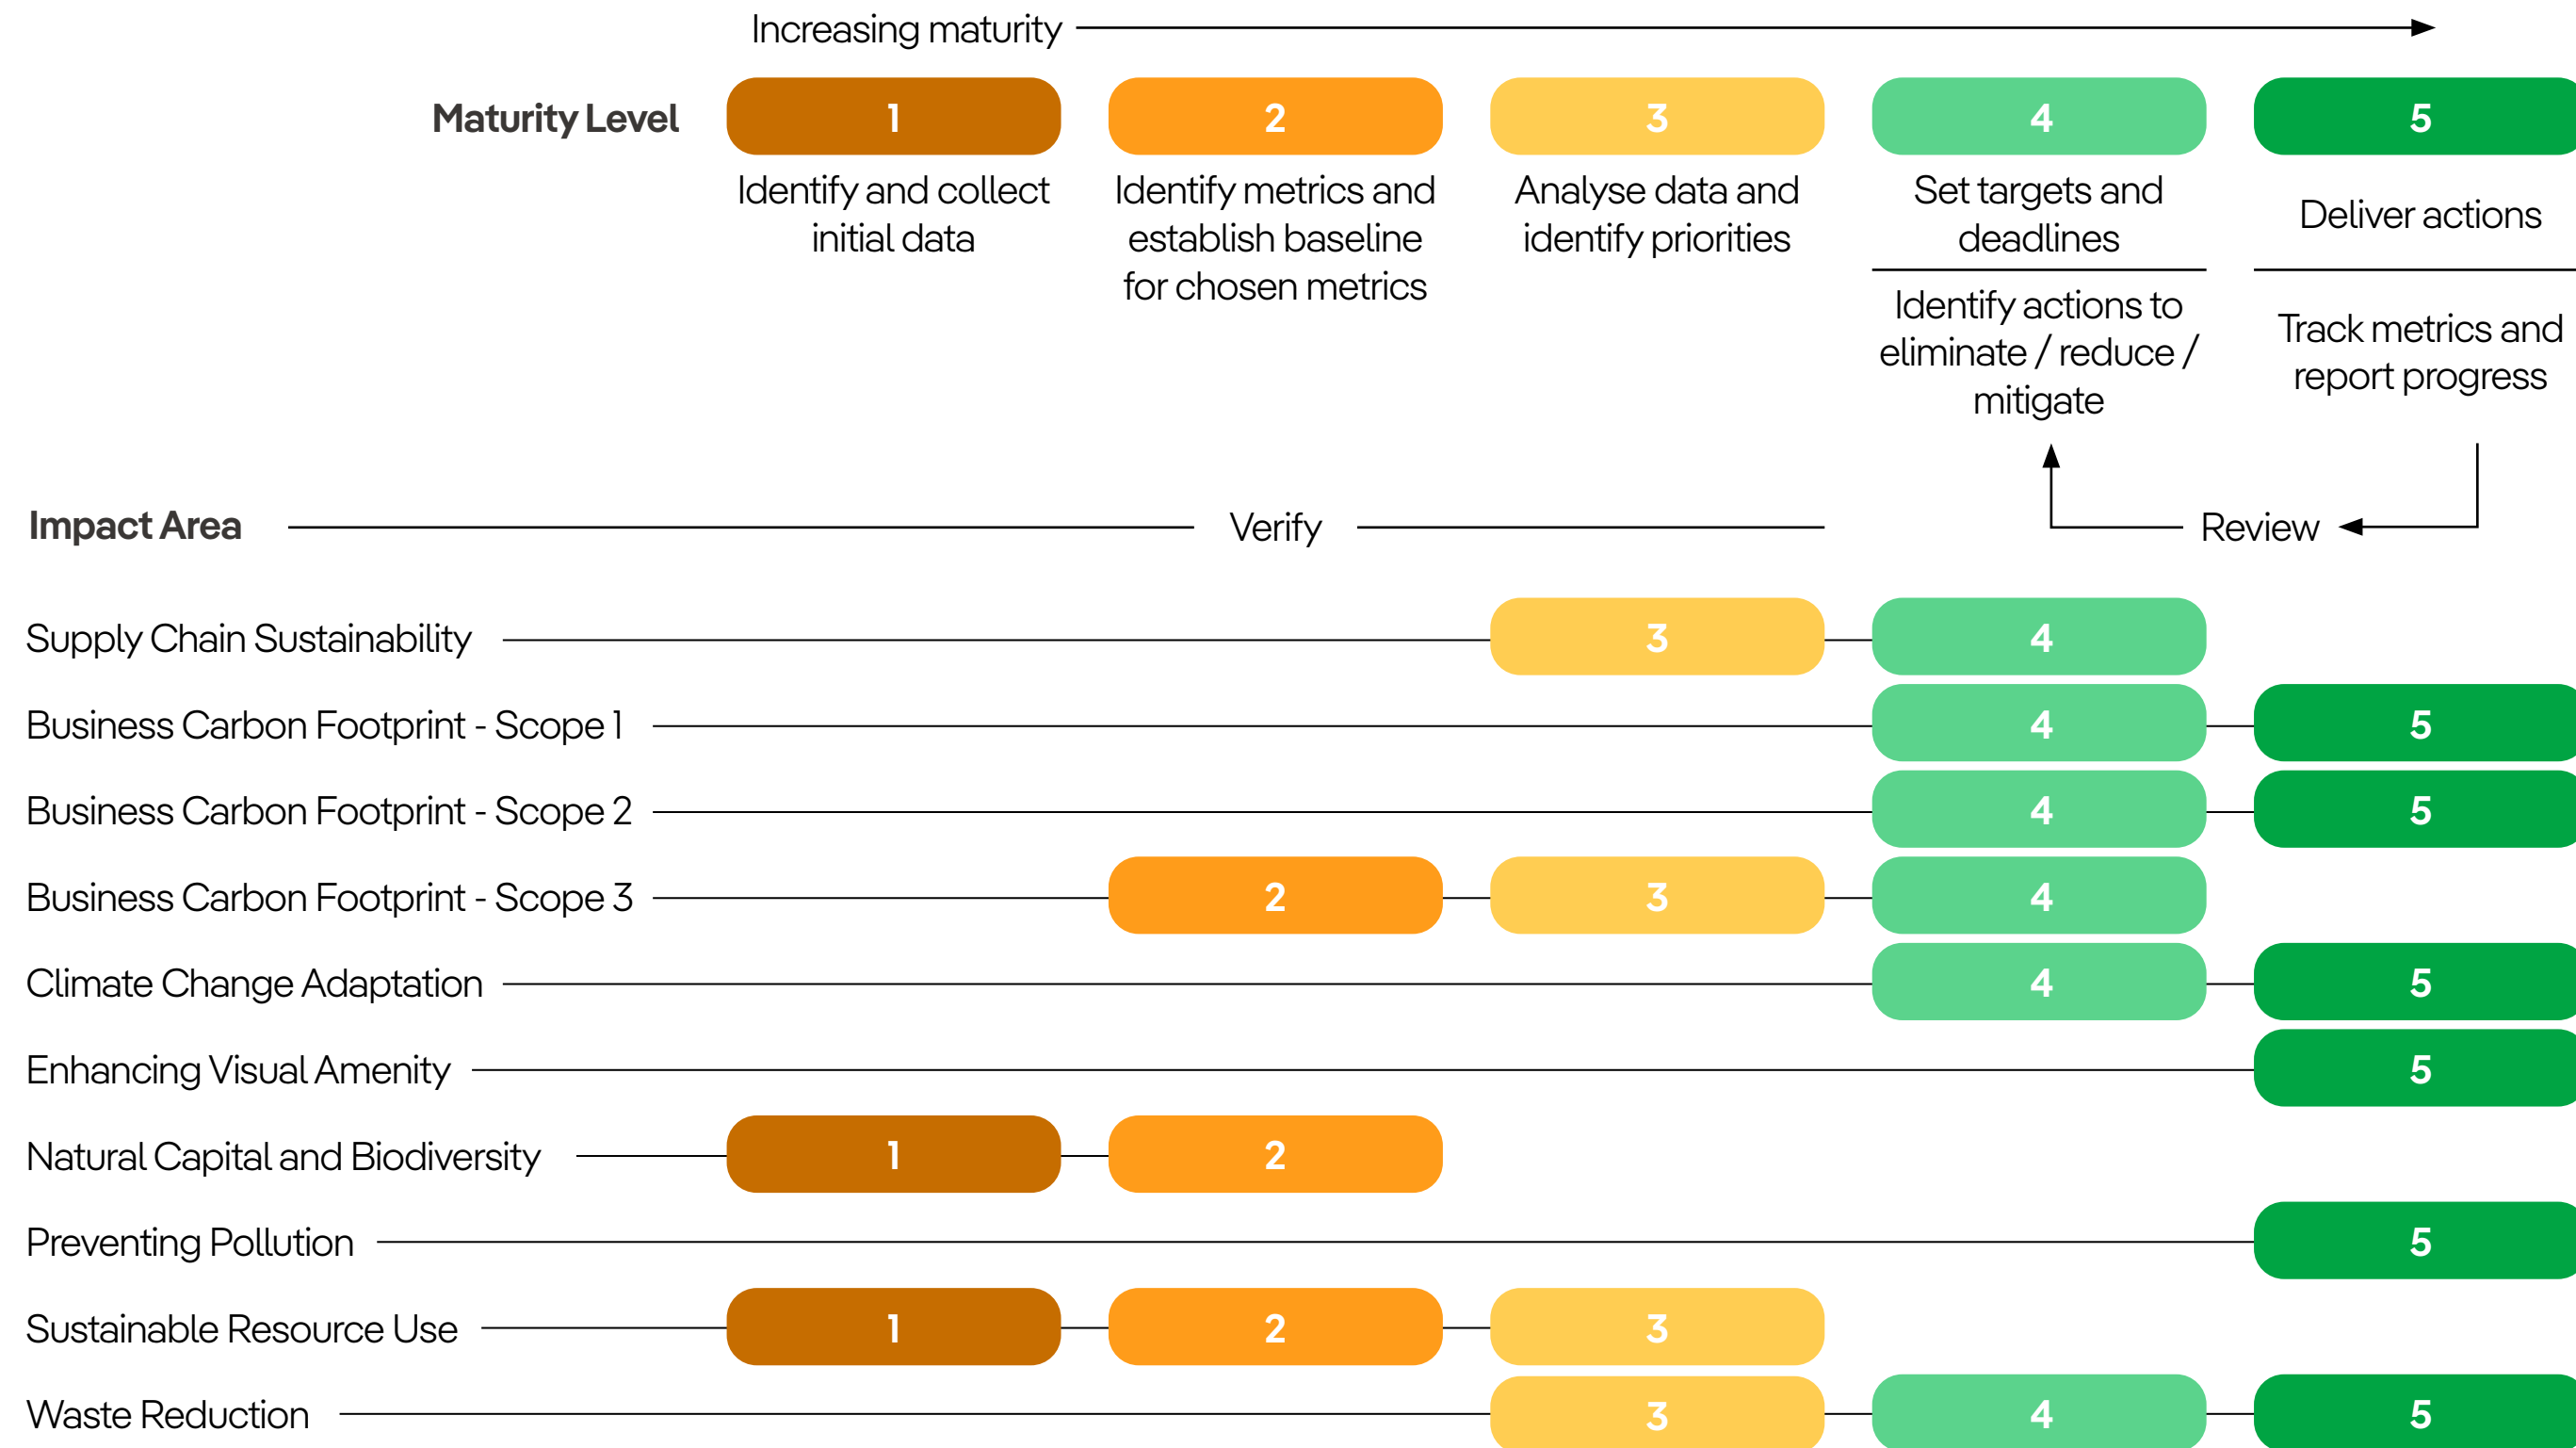 Increasing maturity
Maturity Level 1 2 3 4 5
Identify and collect
initial data
Identify metrics and
establish baseline
for chosen metrics
Analyse data and
identify priorities
Set targets and
deadlines
Identify actions to
eliminate / reduce /
mitigate
Deliver actions
Track metrics and
report progress
Impact Area Verify Review
Supply Chain Sustainability 3 4
Business Carbon Footprint - Scope 1 4 5
Business Carbon Footprint - Scope 2 4 5
Business Carbon Footprint - Scope 3 2 3 4
Climate Change Adaptation 4 5
Enhancing Visual Amenity 5
Natural Capital and Biodiversity 1 2
Preventing Pollution 5
Sustainable Resource Use 1 2 3
Waste Reduction 3 4 5